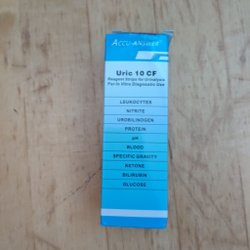 ACCU-ANSWER
Uric 10 CF
Reagent Strips for Urinalysis
For In Vitro Diagnostic Use
LEUKOCYTES
NITRITE
UROBILINOGEN
PROTEIN
pH
BLOOD
SPECIFIC GRAVITY
KETONE
BILIRUBIN
GLUCOSE